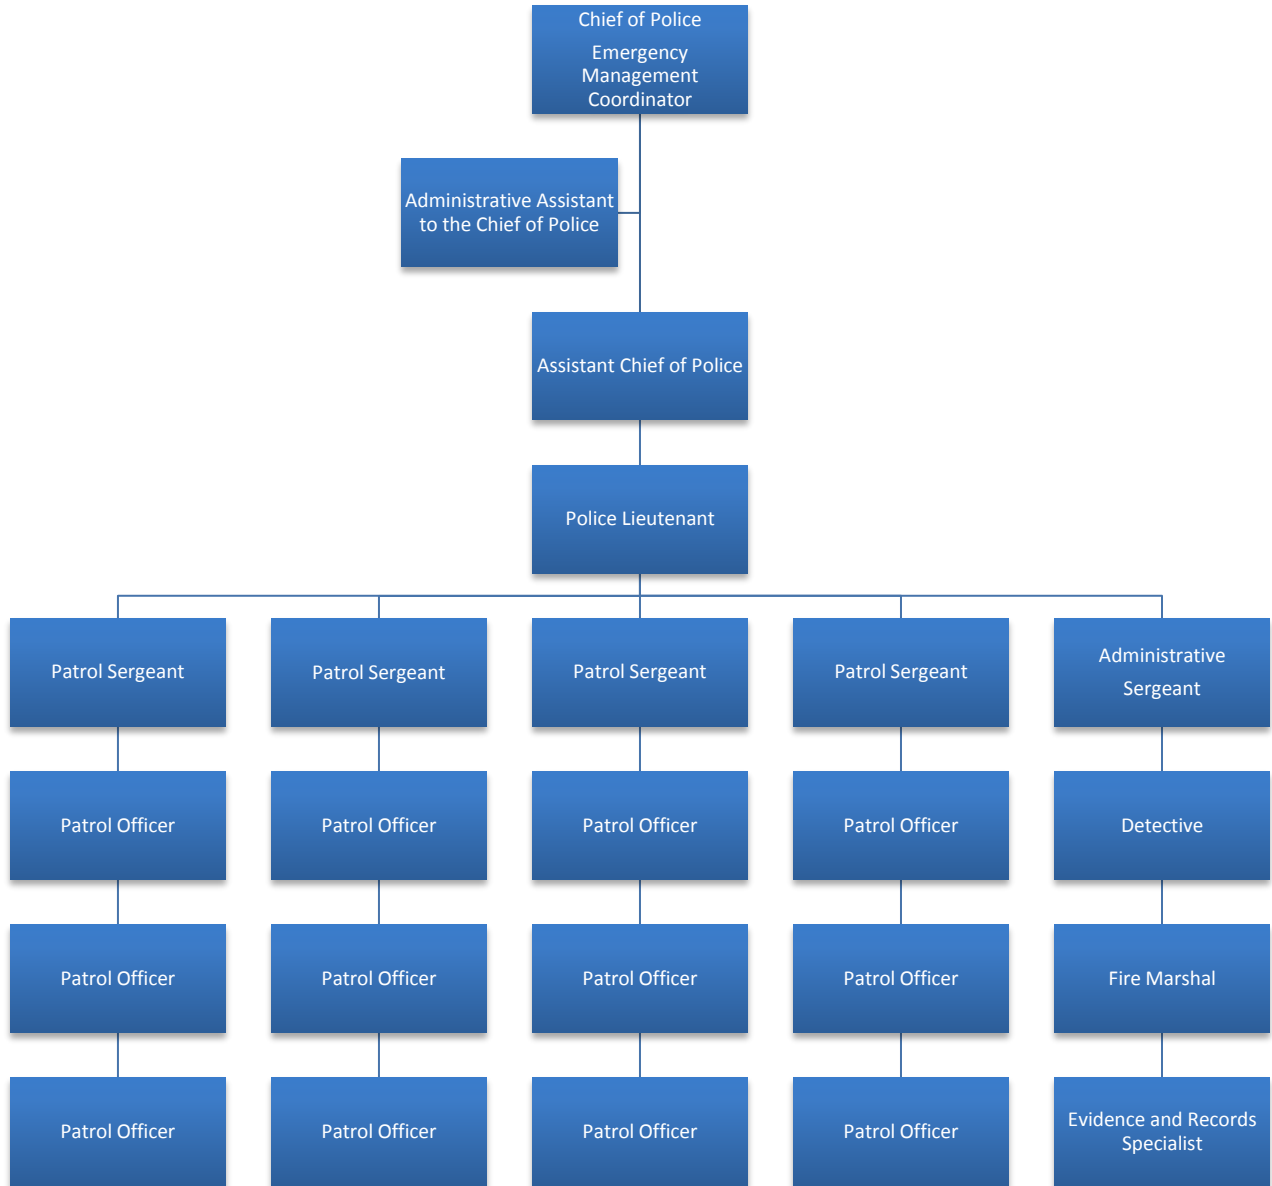 Chief of Police
Emergency
Management
Coordinator
Administrative Assistant
to the Chief of Police
Assistant Chief of Police
Police Lieutenant
Patrol Sergeant
Patrol Sergeant
Patrol Sergeant
Patrol Sergeant
Administrative
Sergeant
Patrol Officer
Patrol Officer
Patrol Officer
Patrol Officer
Detective
Patrol Officer
Patrol Officer
Patrol Officer
Patrol Officer
Fire Marshal
Patrol Officer
Patrol Officer
Patrol Officer
Patrol Officer
Evidence and Records
Specialist